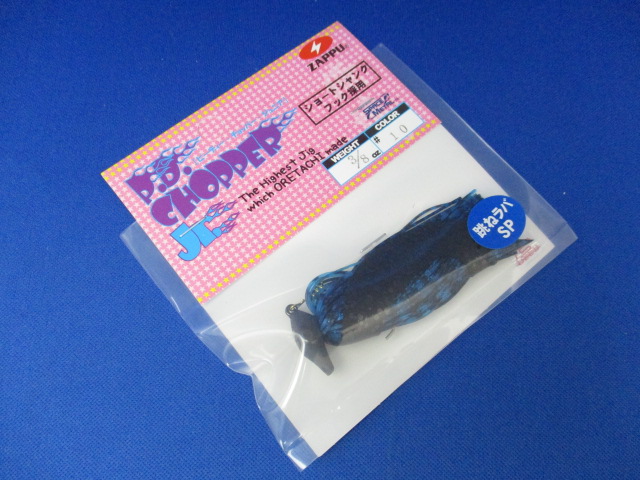 ZAPPU
ショートシャンク
フック採用
P.D.
CHOPPER
Jr.
The Highest Jig
which ORETACHI made
WEIGHT
COLOR
3/8 oz
# 10
跳ねラバ
SP